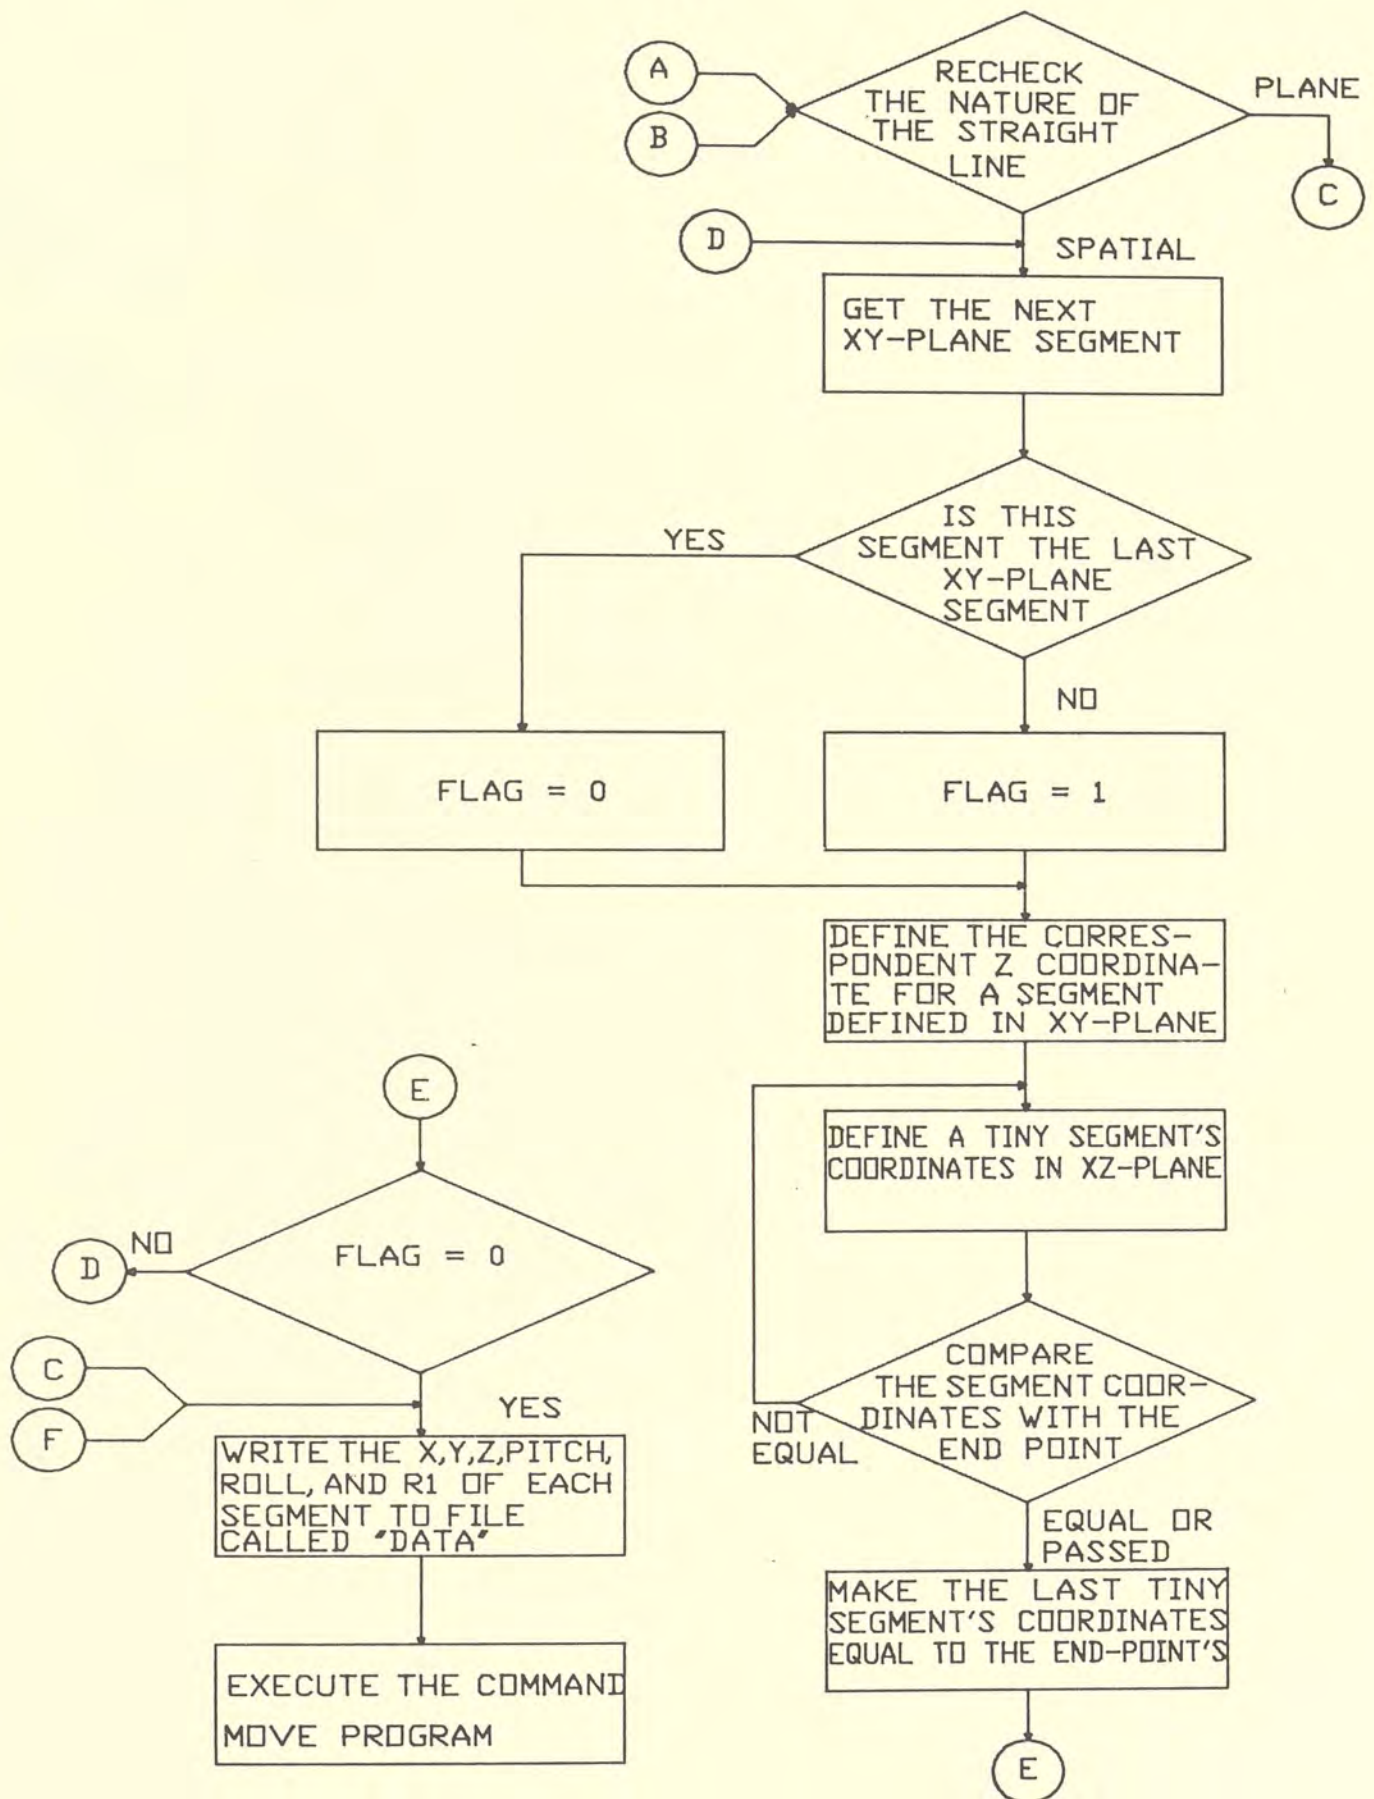 A
B
RECHECK
THE NATURE OF
THE STRAIGHT
LINE
PLANE
C
D
SPATIAL
GET THE NEXT
XY-PLANE SEGMENT
IS THIS
SEGMENT THE LAST
XY-PLANE
SEGMENT
YES
NO
FLAG = 0
FLAG = 1
DEFINE THE CORRES-
PONDENT Z COORDINA-
TE FOR A SEGMENT
DEFINED IN XY-PLANE
DEFINE A TINY SEGMENT'S
COORDINATES IN XZ-PLANE
COMPARE
THE SEGMENT COOR-
DINATES WITH THE
END POINT
NOT
EQUAL
EQUAL OR
PASSED
MAKE THE LAST TINY
SEGMENT'S COORDINATES
EQUAL TO THE END-POINT'S
E
E
FLAG = 0
NO
D
C
F
YES
WRITE THE X,Y,Z,PITCH,
ROLL, AND R1 OF EACH
SEGMENT TO FILE
CALLED "DATA"
EXECUTE THE COMMAND
MOVE PROGRAM